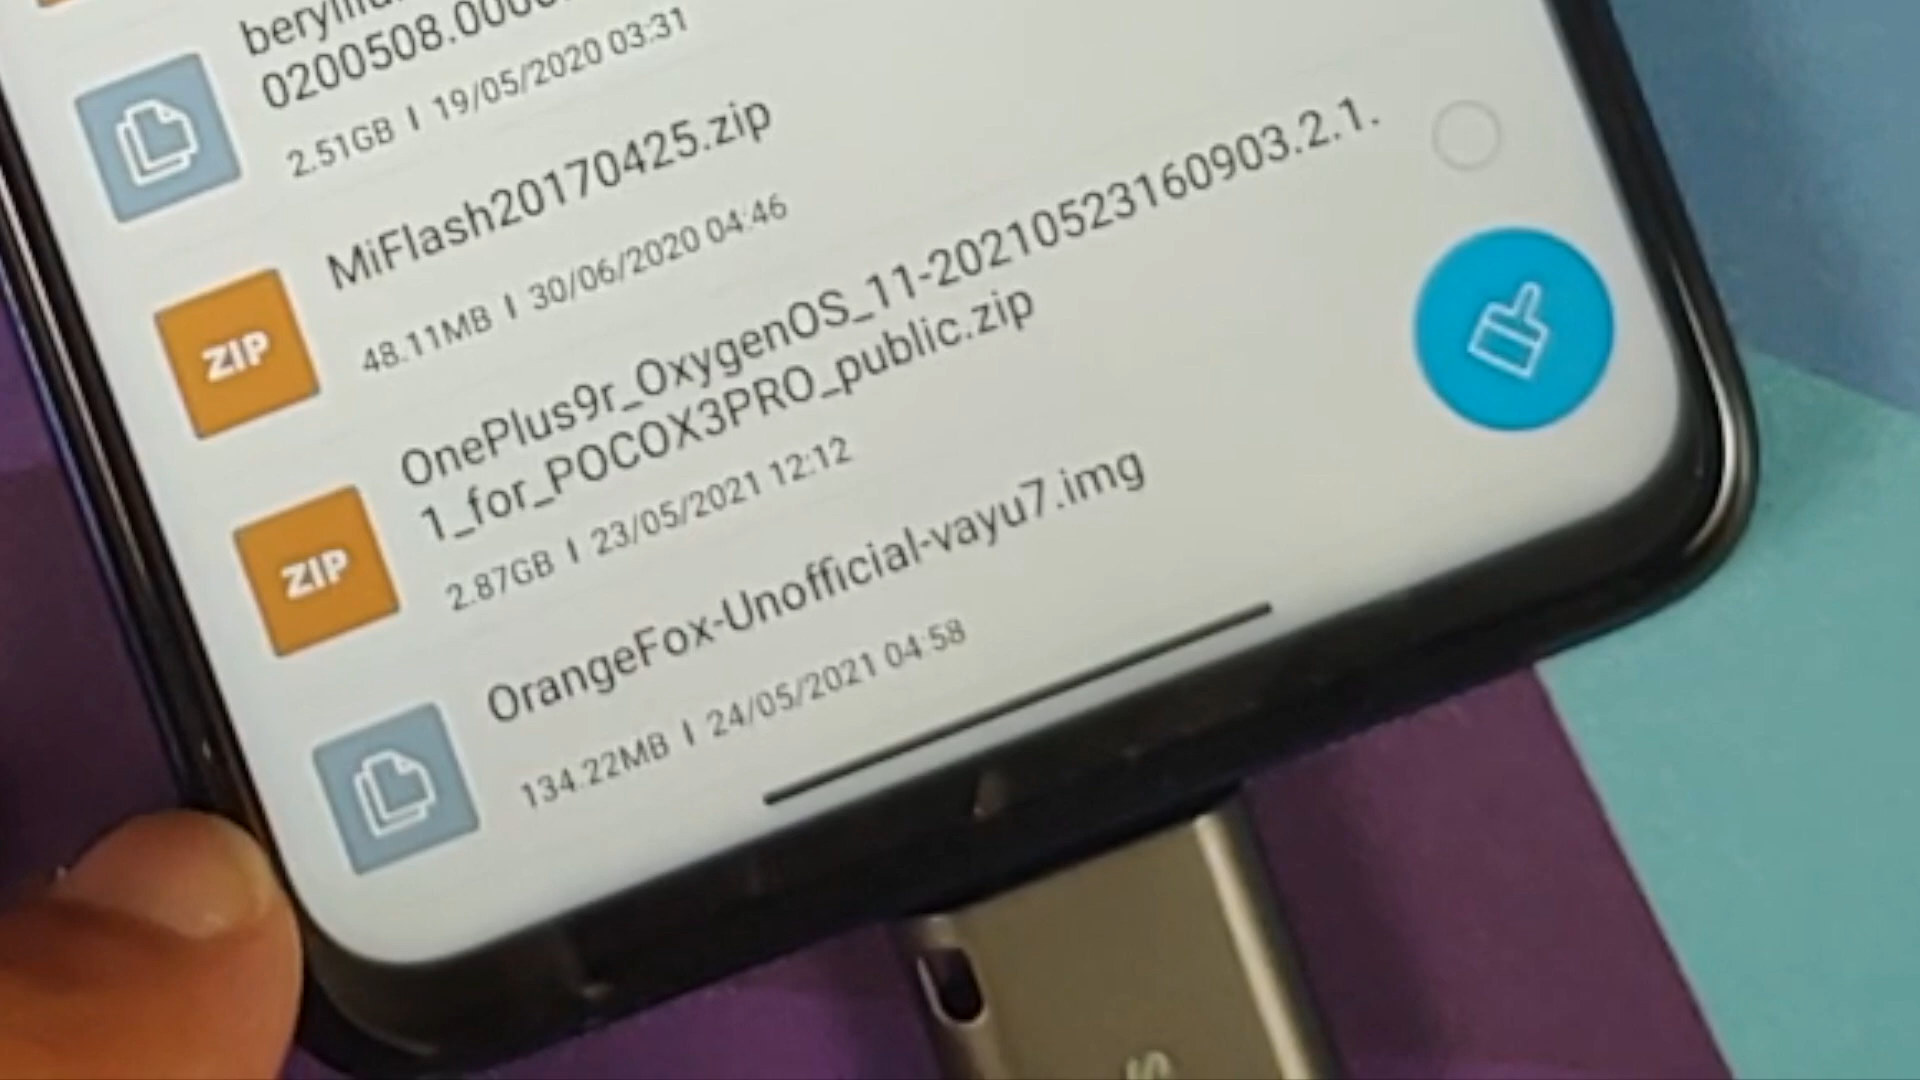 0200508.000
2.51GB | 19/05/2020 03:31
MiFlash20170425.zip
48.11MB | 30/06/2020 04:46
ZIP
OnePlus9r_OxygenOS_11-20210523160903.2.1.
1_for_POCOX3PRO_public.zip
2.87GB | 23/05/2021 12:12
ZIP
OrangeFox-Unofficial-vayu7.img
134.22MB | 24/05/2021 04:58